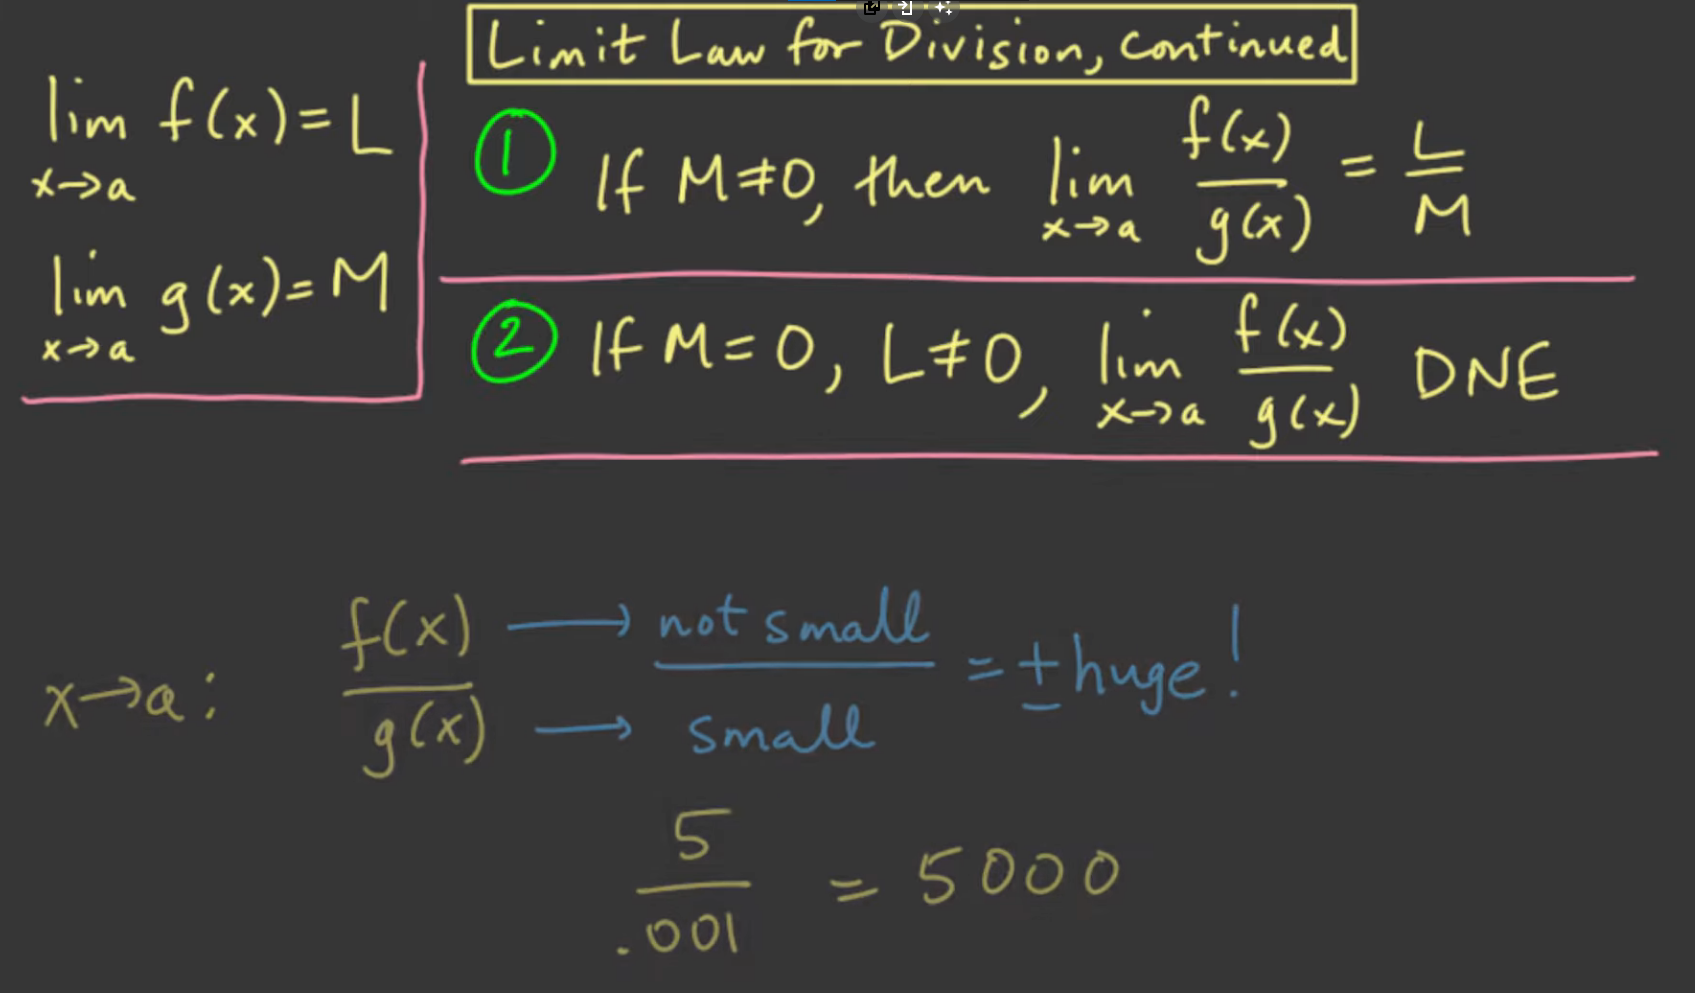 Limit Law for Division, continued
lim f(x) = L
x→a
lim g(x) = M
x→a
① If M≠0, then lim x→a f(x)/g(x) = L/M
② If M=0, L≠0, lim x→a f(x)/g(x) DNE
x→a: f(x)/g(x) → not small/→ small = ±huge!
5/.001 = 5000